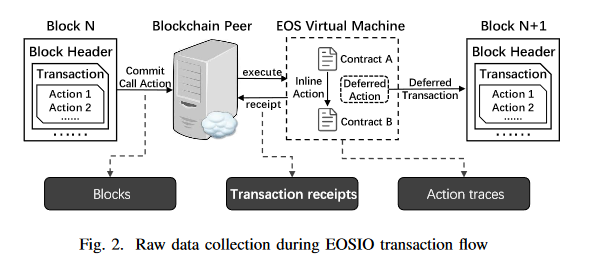 Block N
Blockchain Peer
EOS Virtual Machine
Block N+1
Block Header
Transaction
Action 1
Action 2
......
......
Commit
Call Action
execute
receipt
Contract A
Inline
Action
Deferred
Action
Contract B
Deferred
Transaction
Block Header
Transaction
Action 1
Action 2
......
......
Blocks
Transaction receipts
Action traces
Fig. 2. Raw data collection during EOSIO transaction flow